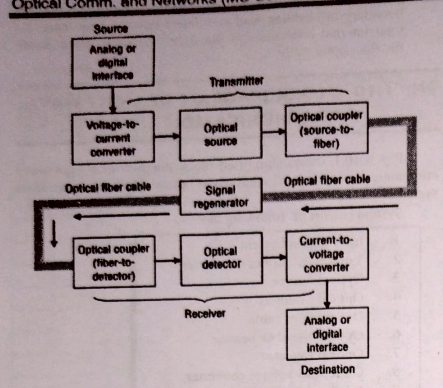 Optical Comm. and Networks
Source
Analog or
digital
interface
Transmitter
Voltage-to-
current
converter
Optical
source
Optical coupler
(source-to-
fiber)
Optical fiber cable
Signal
regenerator
Optical fiber cable
Optical coupler
(fiber-to-
detector)
Optical
detector
Current-to-
voltage
converter
Receiver
Analog or
digital
interface
Destination